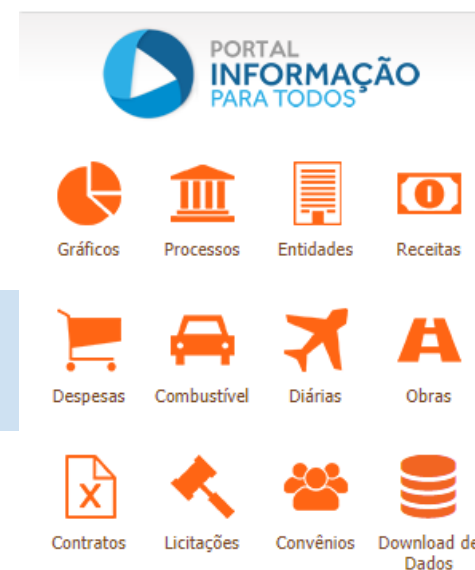 PORTAL
INFORMAÇÃO
PARA TODOS
Gráficos Processos Entidades Receitas
Despesas Combustível Diárias Obras
Contratos Licitações Convênios Download de
Dados